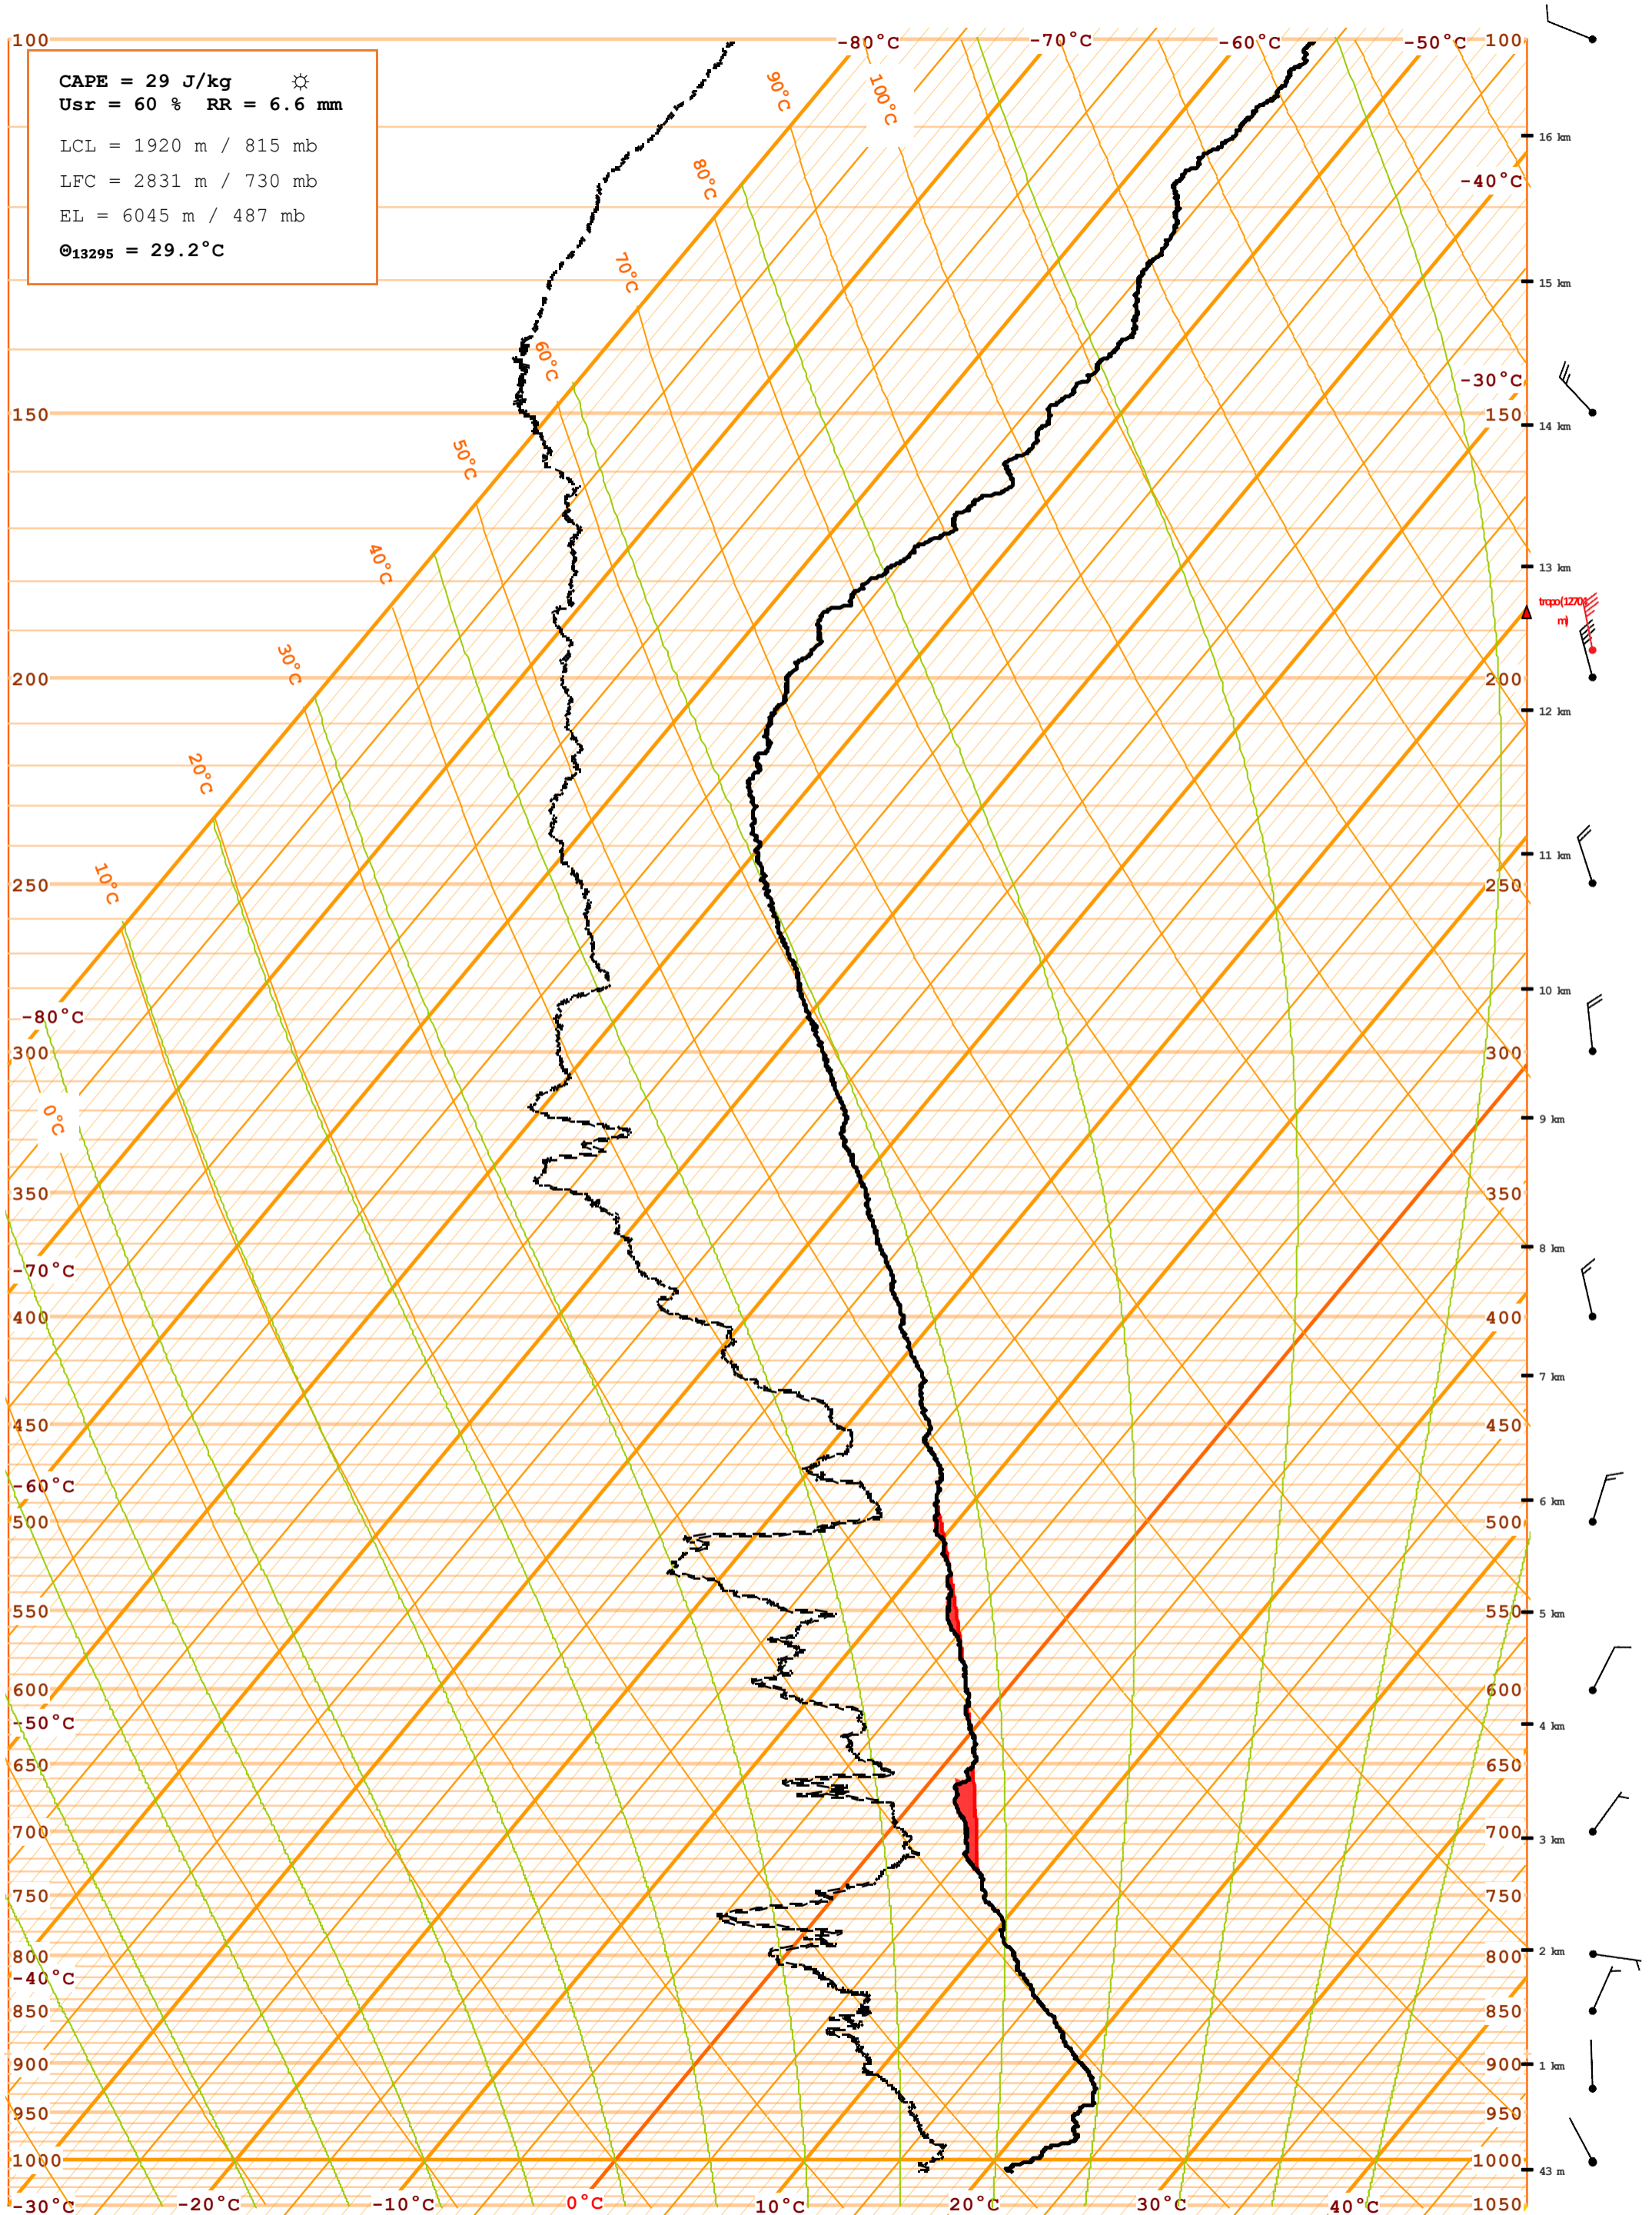 100 -80°C -70°C -60°C -50°C 100
CAPE = 29 J/kg ☼
Usr = 60 % RR = 6.6 mm
LCL = 1920 m / 815 mb
LFC = 2831 m / 730 mb
EL = 6045 m / 487 mb
Θ13295 = 29.2°C
90°C 100°C
16 km
80°C
-40°C
70°C
15 km
60°C
-30°C
150 150
14 km
50°C
40°C
13 km
tropo(12704
m)
30°C
200 200
12 km
20°C
11 km
10°C
250 250
10 km
-80°C
300 300
0°C
9 km
350 350
8 km
-70°C
400 400
7 km
450 450
-60°C
6 km
500 500
550 550
5 km
600 600
-50°C
4 km
650 650
700 700
3 km
750 750
800 800
2 km
-40°C
850 850
900 900
1 km
950 950
1000 1000
43 m
-30°C -20°C -10°C 0°C 10°C 20°C 30°C 40°C 1050